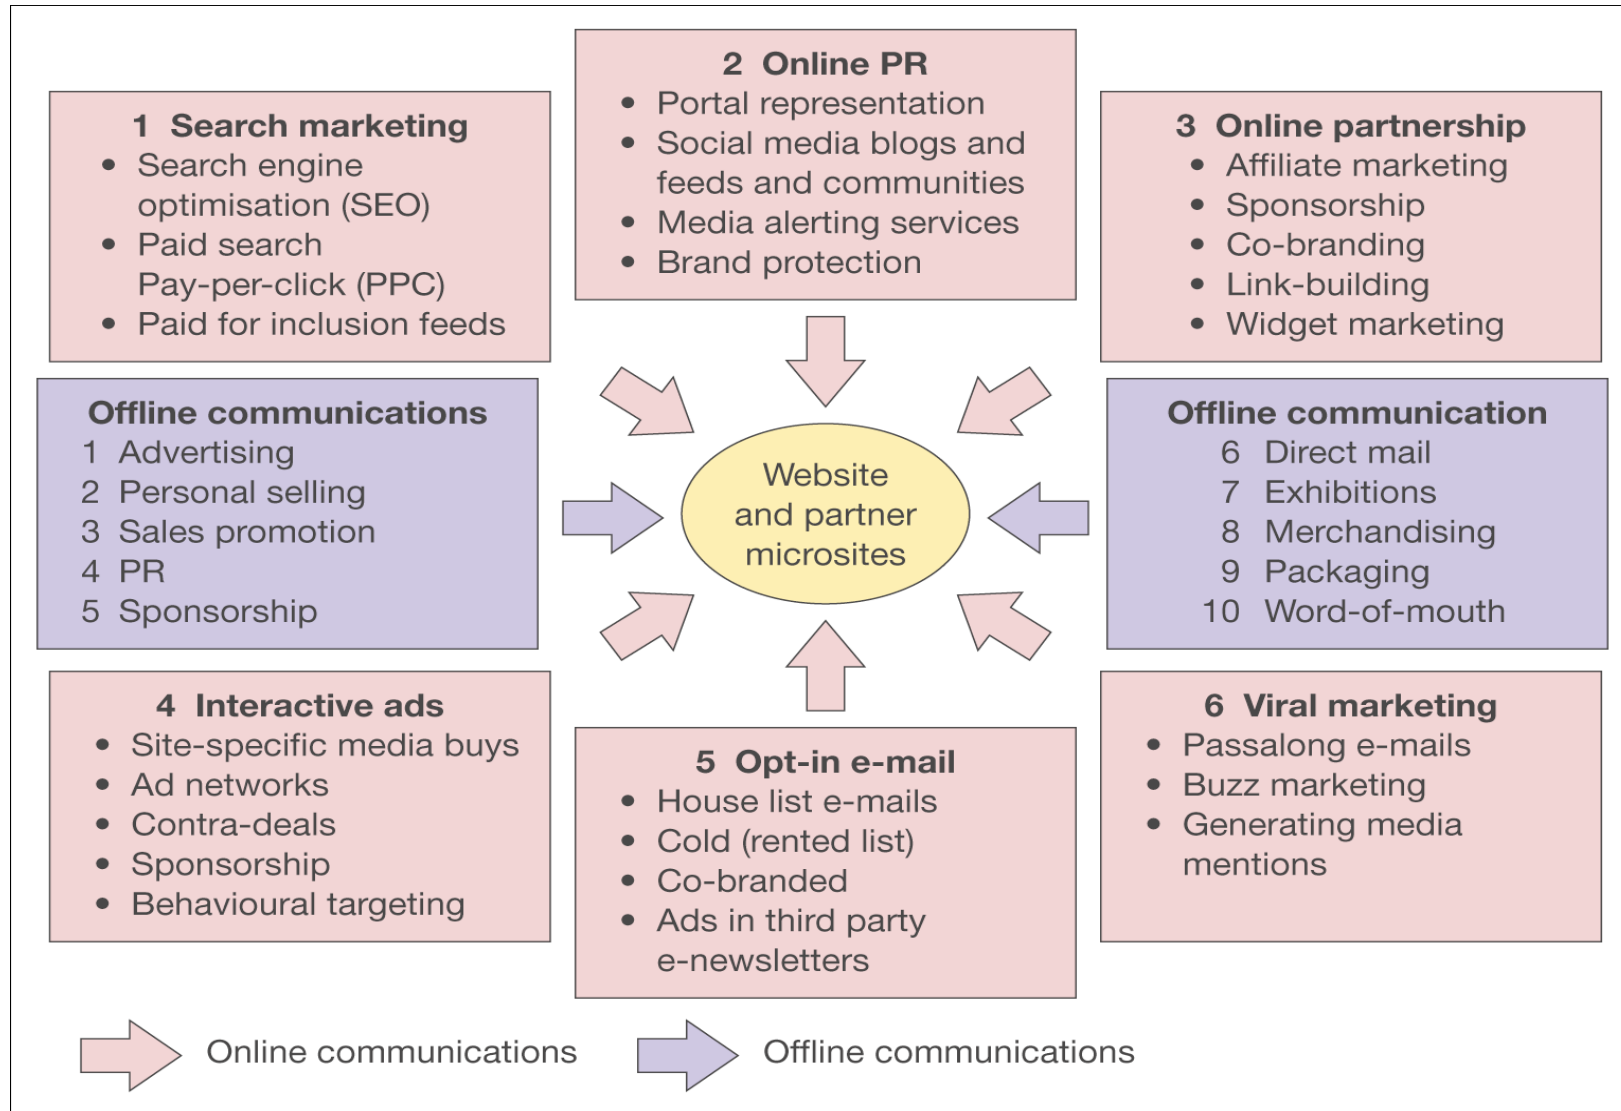 2 Online PR
• Portal representation
• Social media blogs and
feeds and communities
• Media alerting services
• Brand protection
1 Search marketing
• Search engine
optimisation (SEO)
• Paid search
Pay-per-click (PPC)
• Paid for inclusion feeds
3 Online partnership
• Affiliate marketing
• Sponsorship
• Co-branding
• Link-building
• Widget marketing
Offline communications
1 Advertising
2 Personal selling
3 Sales promotion
4 PR
5 Sponsorship
Website
and partner
microsites
Offline communication
6 Direct mail
7 Exhibitions
8 Merchandising
9 Packaging
10 Word-of-mouth
4 Interactive ads
• Site-specific media buys
• Ad networks
• Contra-deals
• Sponsorship
• Behavioural targeting
5 Opt-in e-mail
• House list e-mails
• Cold (rented list)
• Co-branded
• Ads in third party
e-newsletters
6 Viral marketing
• Passalong e-mails
• Buzz marketing
• Generating media
mentions
Online communications
Offline communications